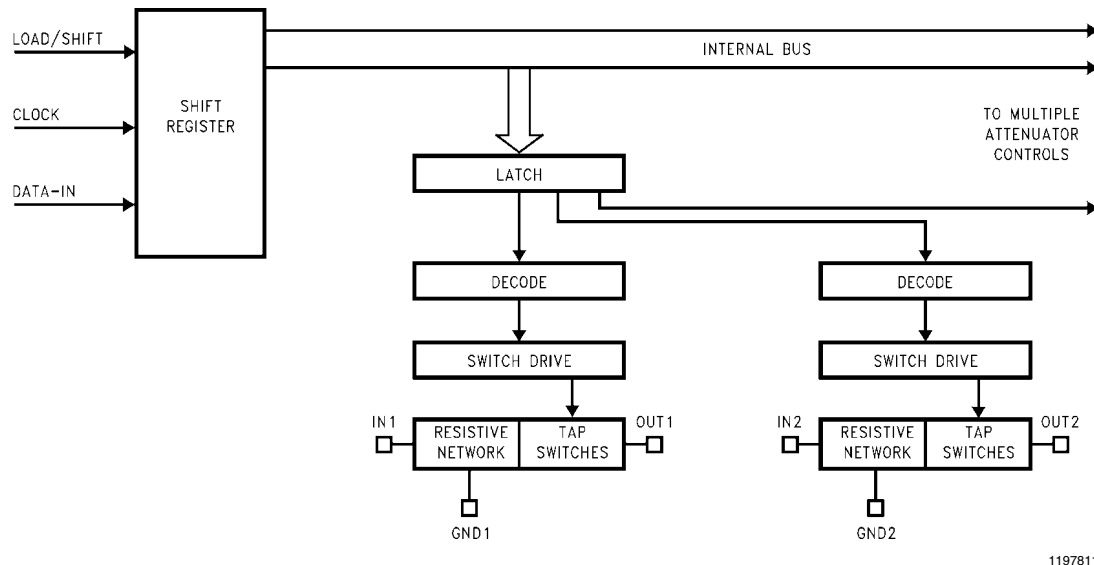 LOAD/SHIFT
CLOCK
DATA-IN
SHIFT
REGISTER
INTERNAL BUS
TO MULTIPLE
ATTENUATOR
CONTROLS
LATCH
DECODE
DECODE
SWITCH DRIVE
SWITCH DRIVE
IN1
RESISTIVE
NETWORK
TAP
SWITCHES
OUT1
GND1
IN2
RESISTIVE
NETWORK
TAP
SWITCHES
OUT2
GND2